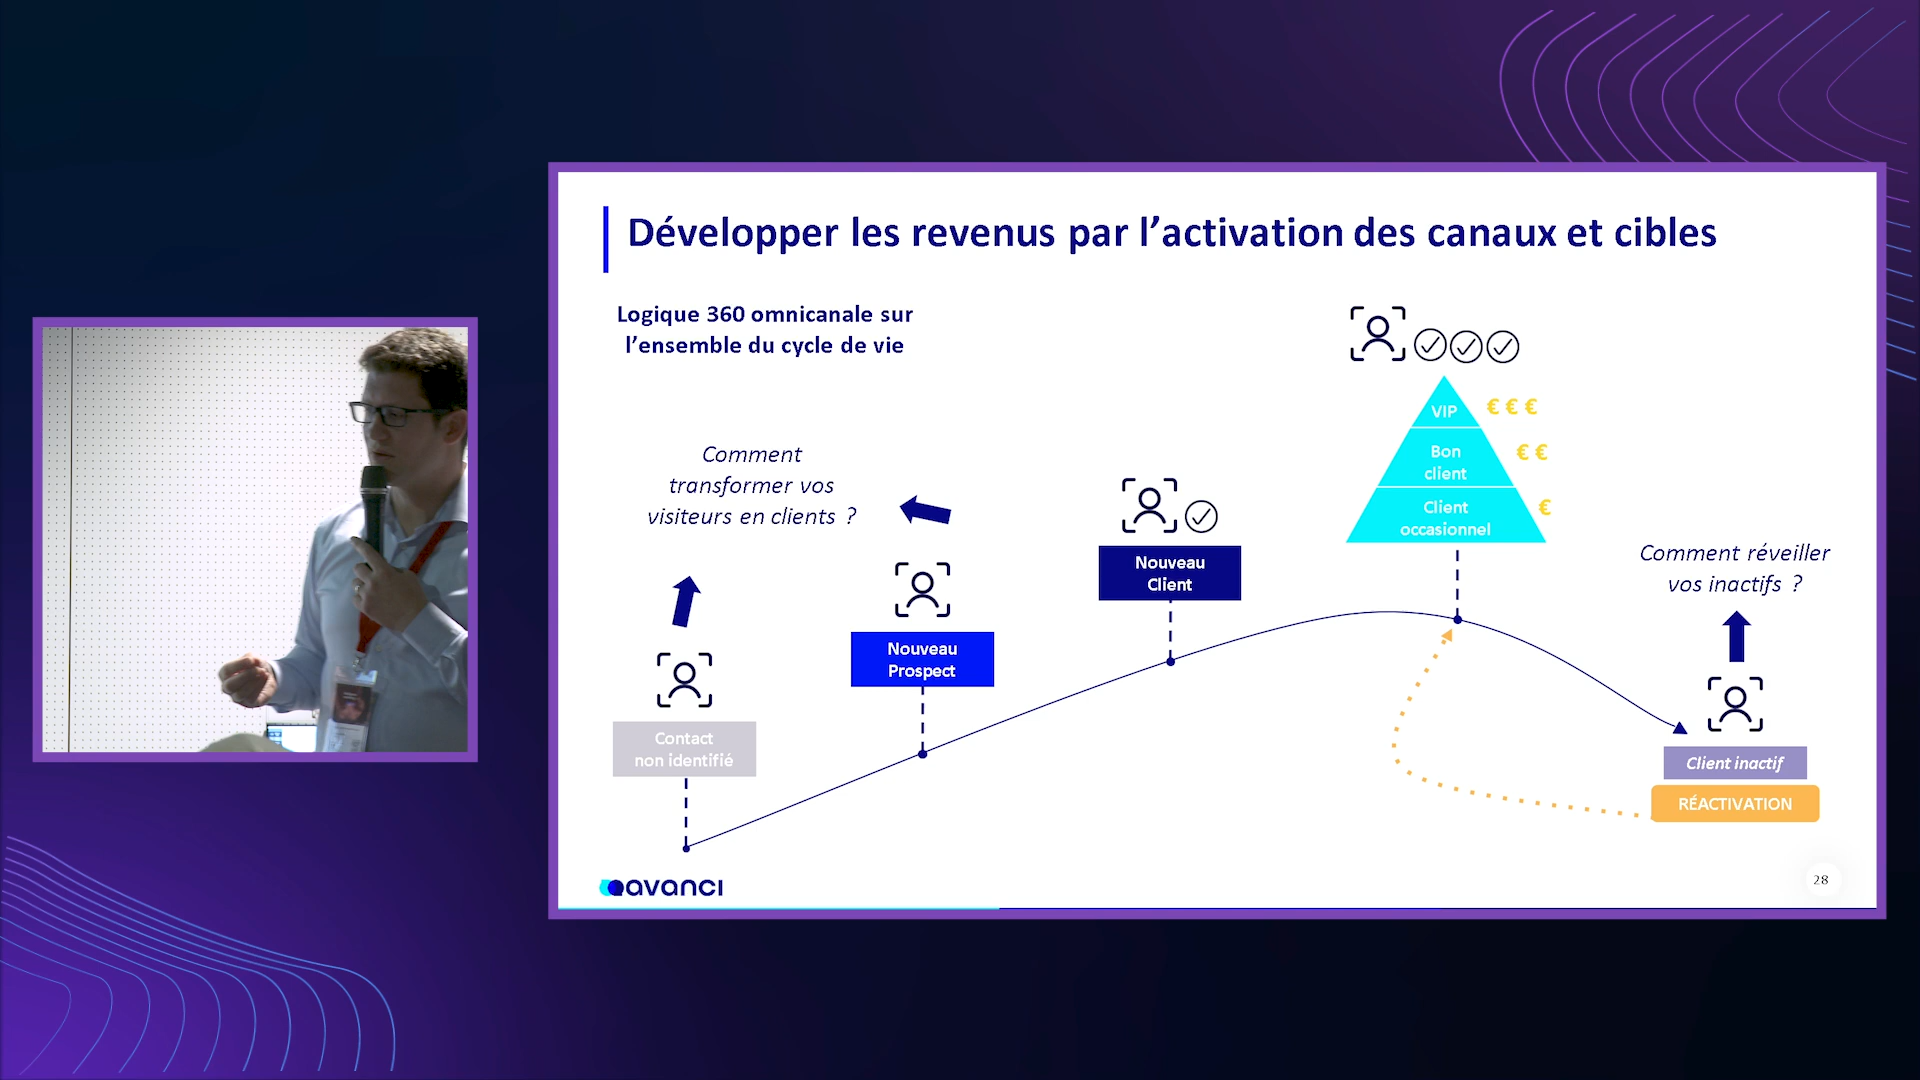 Développer les revenus par l’activation des canaux et cibles
Logique 360 omnicanale sur
l’ensemble du cycle de vie
Comment
transformer vos
visiteurs en clients ?
Contact
non identifié
Nouveau
Prospect
Nouveau
Client
VIP
€ € €
Bon
client
€ €
Client
occasionnel
€
Comment réveiller
vos inactifs ?
Client inactif
RÉACTIVATION
avanci
28